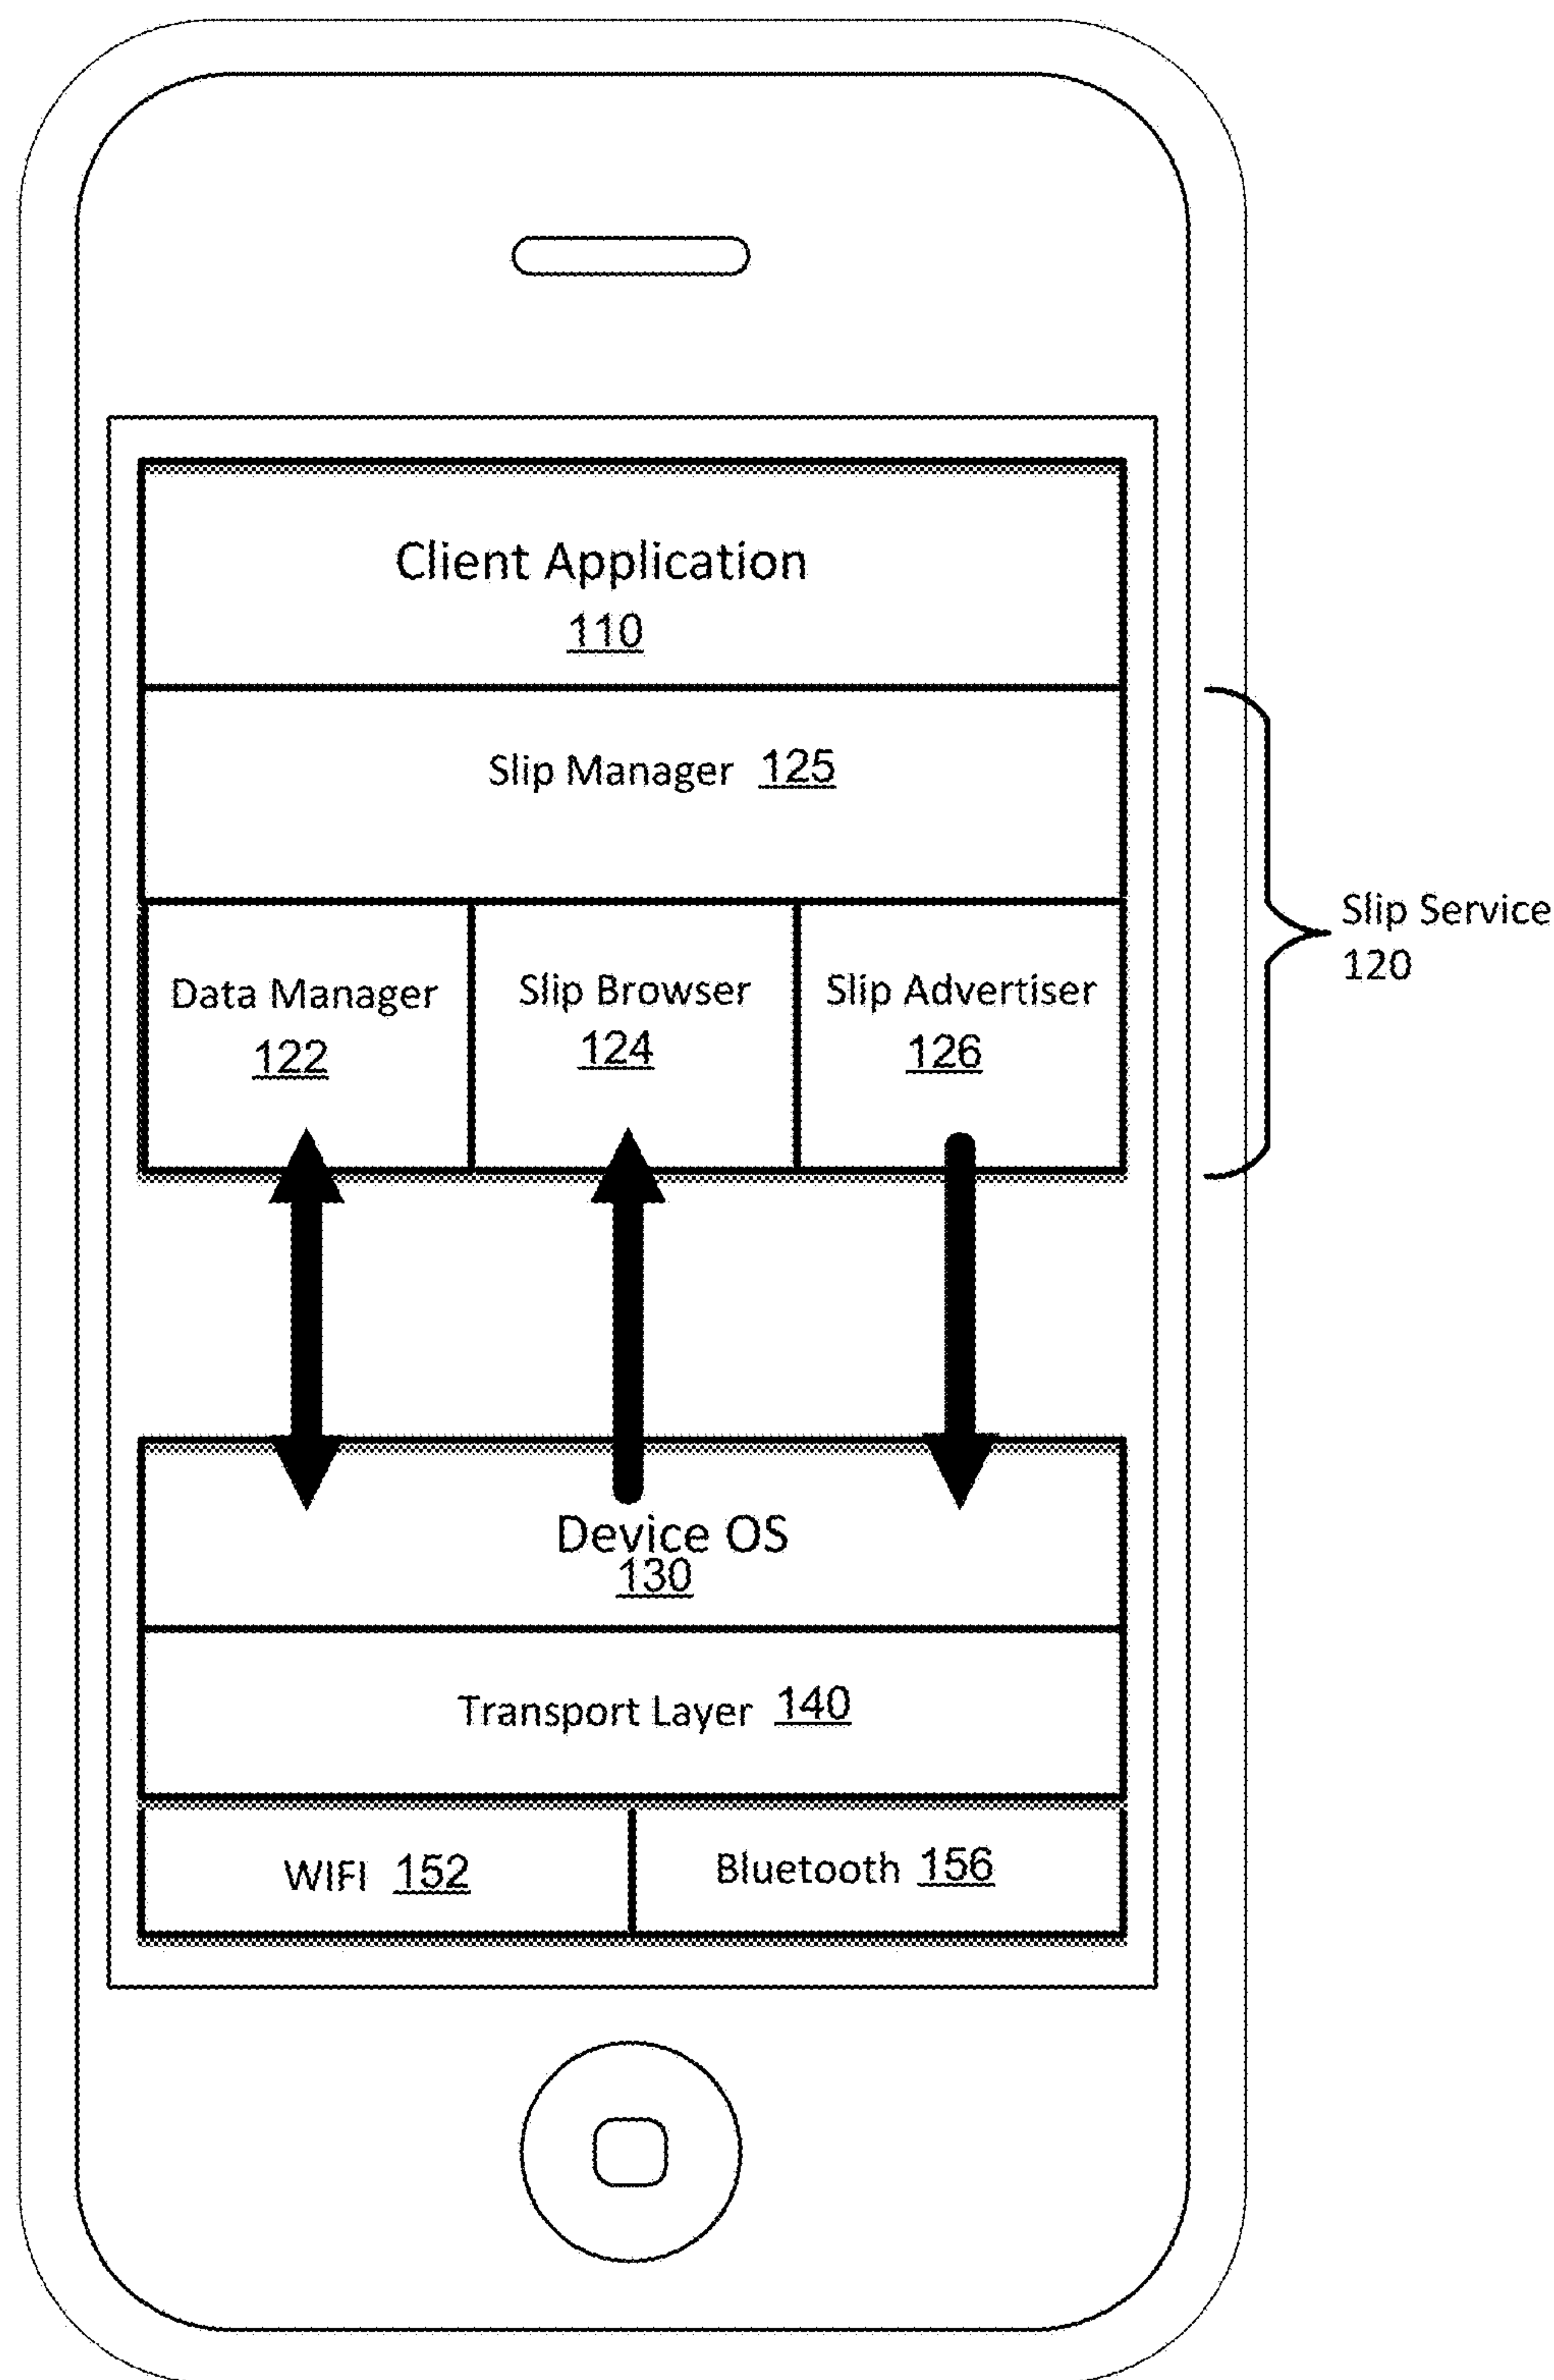 Client Application
110
Slip Manager 125
Slip Service
120
Data Manager
122
Slip Browser
124
Slip Advertiser
126
Device OS
130
Transport Layer 140
WIFI 152
Bluetooth 156